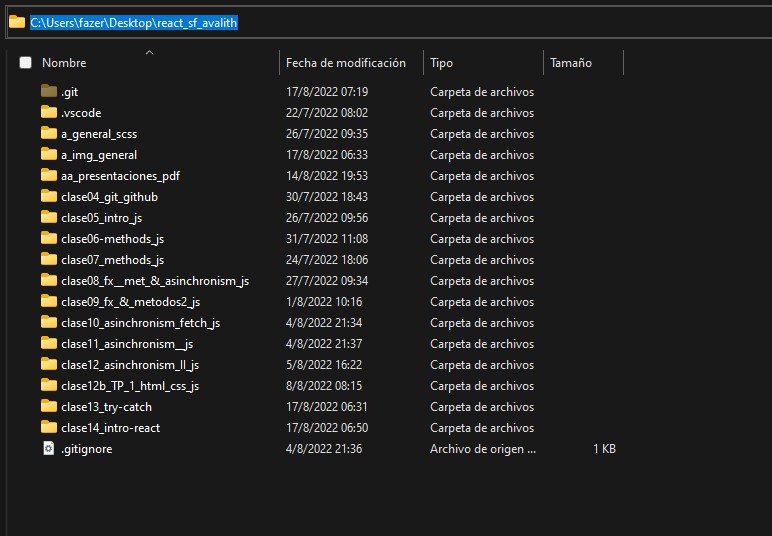 C:\Users\fazer\Desktop\react_sf_avalith
Nombre Fecha de modificación Tipo Tamaño
.git 17/8/2022 07:19 Carpeta de archivos
.vscode 22/7/2022 08:02 Carpeta de archivos
a_general_scss 26/7/2022 09:35 Carpeta de archivos
a_img_general 17/8/2022 06:33 Carpeta de archivos
aa_presentaciones_pdf 14/8/2022 19:53 Carpeta de archivos
clase04_git_github 30/7/2022 18:43 Carpeta de archivos
clase05_intro_js 26/7/2022 09:56 Carpeta de archivos
clase06-methods_js 31/7/2022 11:08 Carpeta de archivos
clase07_methods_js 24/7/2022 18:06 Carpeta de archivos
clase08_fx__met_&_asinchronism_js 27/7/2022 09:34 Carpeta de archivos
clase09_fx_&_metodos2_js 1/8/2022 10:16 Carpeta de archivos
clase10_asinchronism_fetch_js 4/8/2022 21:34 Carpeta de archivos
clase11_asinchronism__js 4/8/2022 21:37 Carpeta de archivos
clase12_asinchronism_II_js 5/8/2022 16:22 Carpeta de archivos
clase12b_TP_1_html_css_js 8/8/2022 08:15 Carpeta de archivos
clase13_try-catch 17/8/2022 06:31 Carpeta de archivos
clase14_intro-react 17/8/2022 06:50 Carpeta de archivos
.gitignore 4/8/2022 21:36 Archivo de origen ... 1 KB